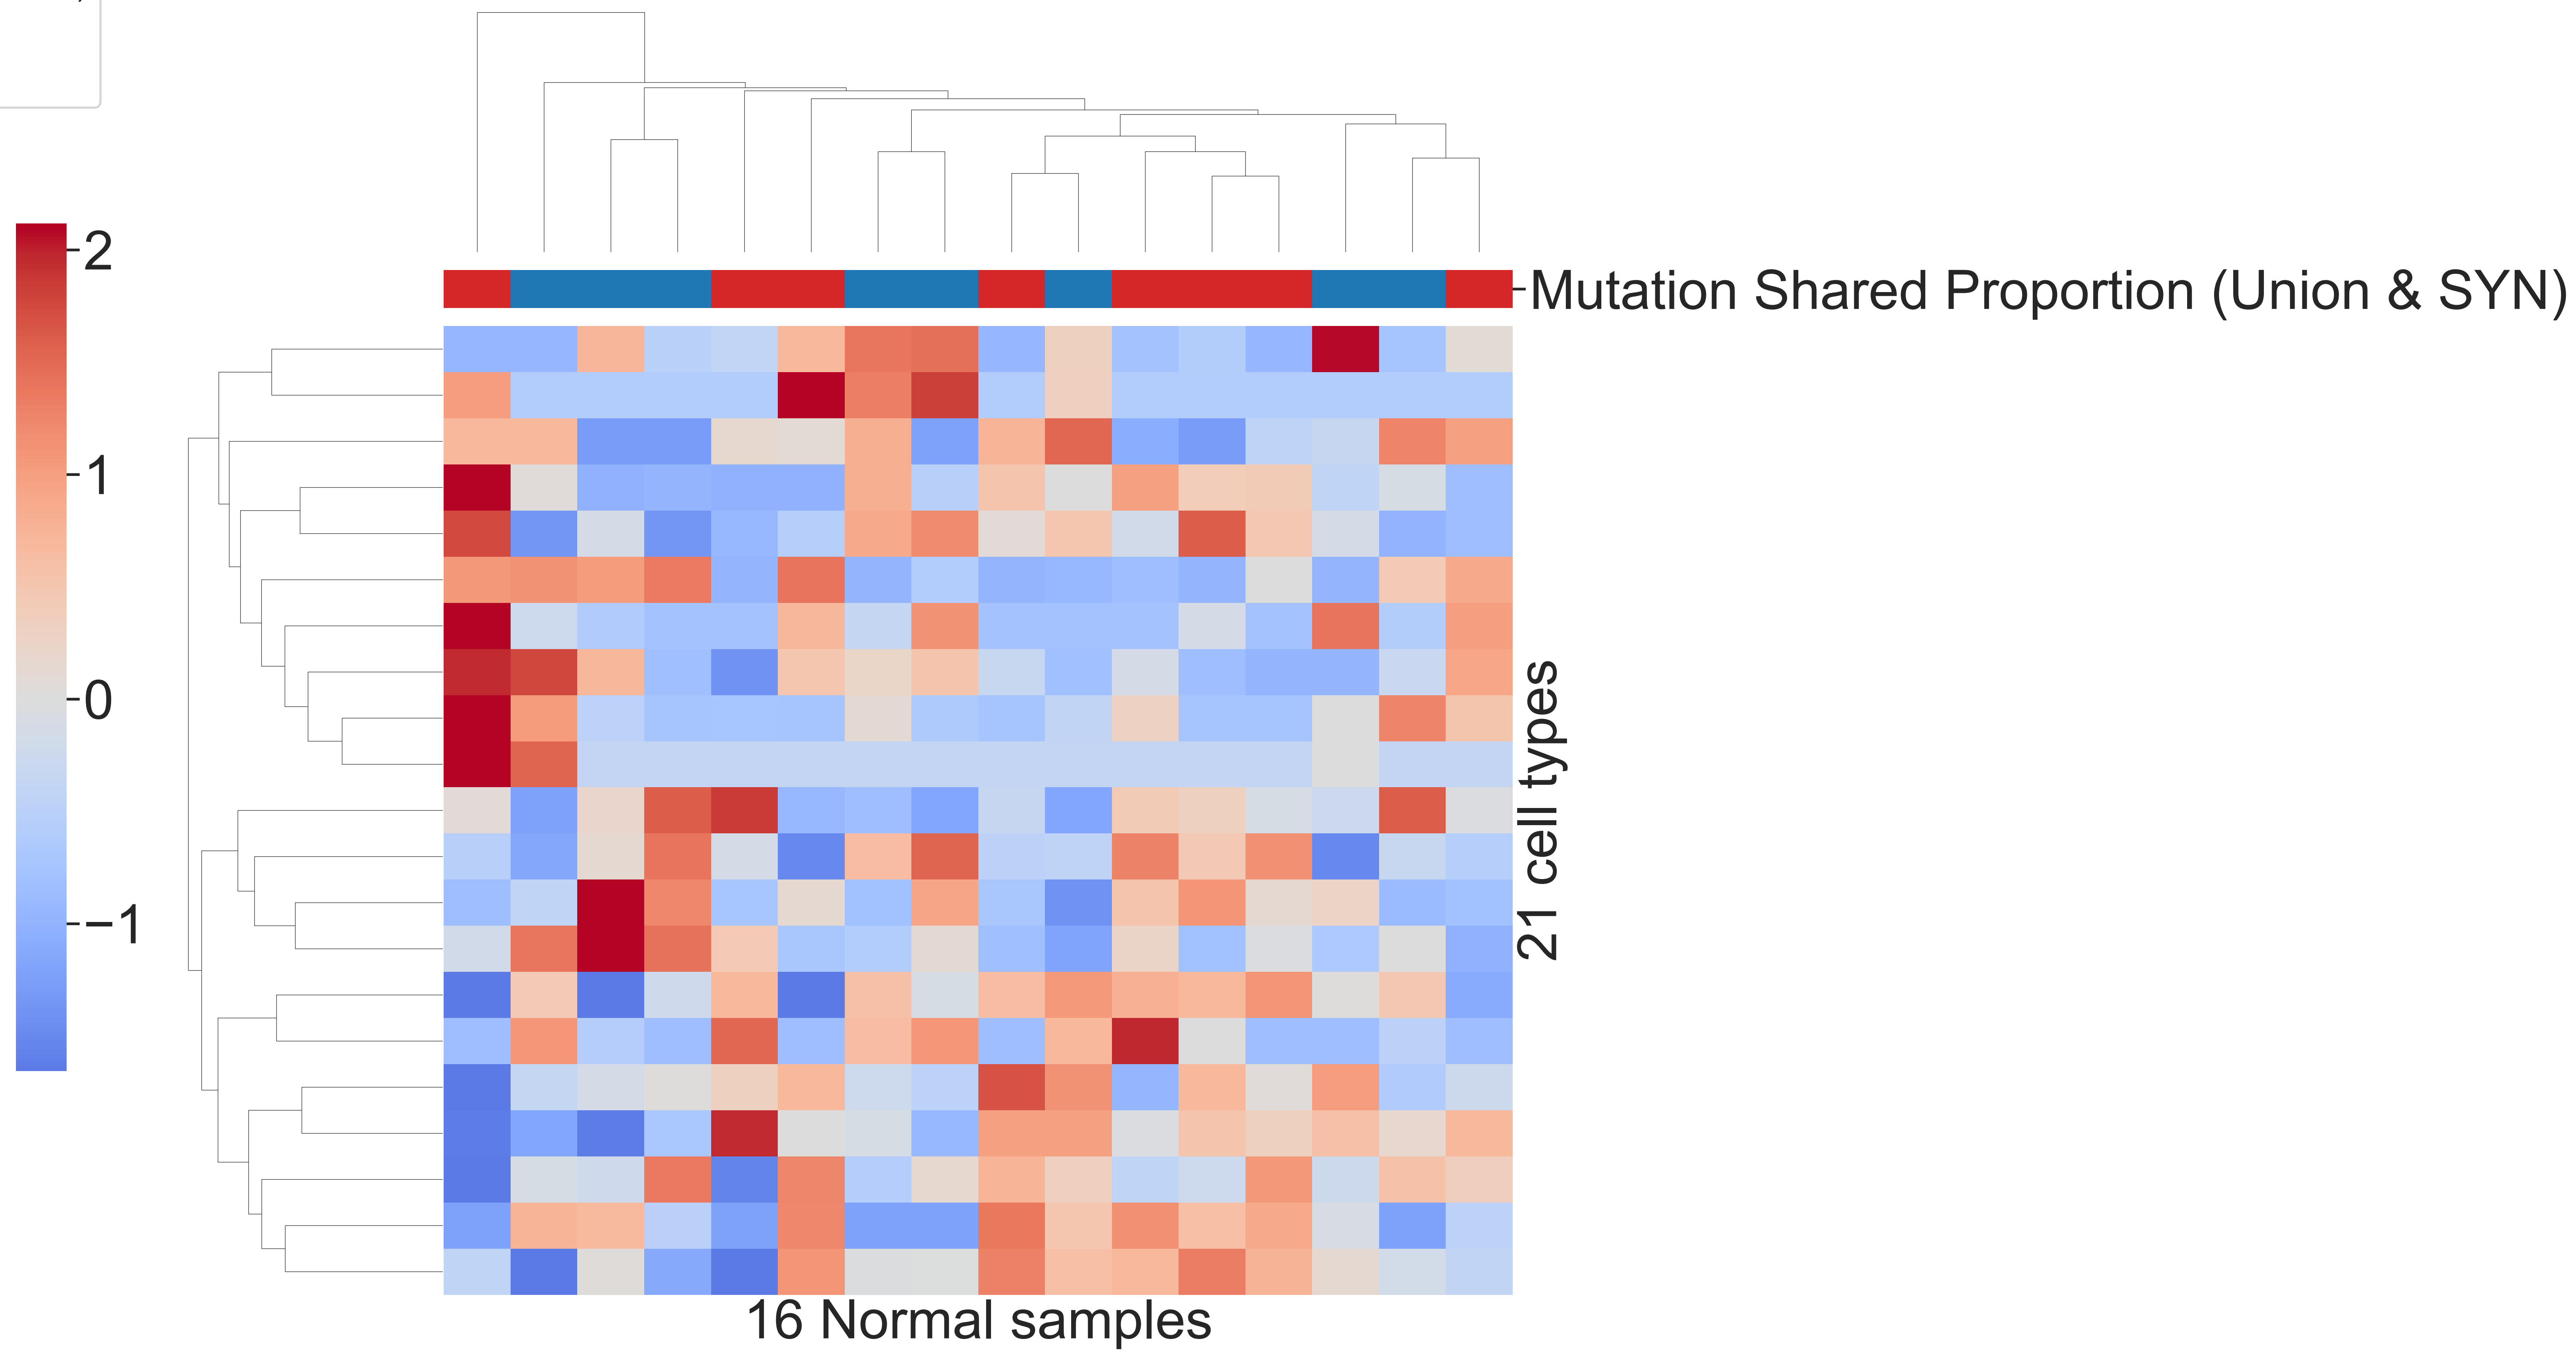 2
1
0
−1
Mutation Shared Proportion (Union & SYN)
21 cell types
16 Normal samples